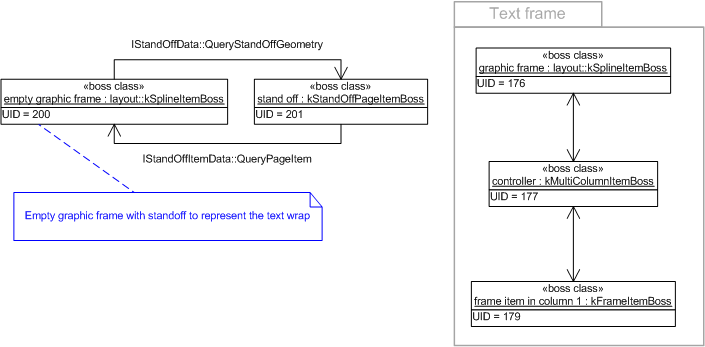 IStandOffData::QueryStandOffGeometry
«boss class»
empty graphic frame : layout::kSplineItemBoss
UID = 200
«boss class»
stand off : kStandOffPageItemBoss
UID = 201
IStandOffItemData::QueryPageItem
Empty graphic frame with standoff to represent the text wrap
Text frame
«boss class»
graphic frame : layout::kSplineItemBoss
UID = 176
«boss class»
controller : kMultiColumnItemBoss
UID = 177
«boss class»
frame item in column 1 : kFrameItemBoss
UID = 179